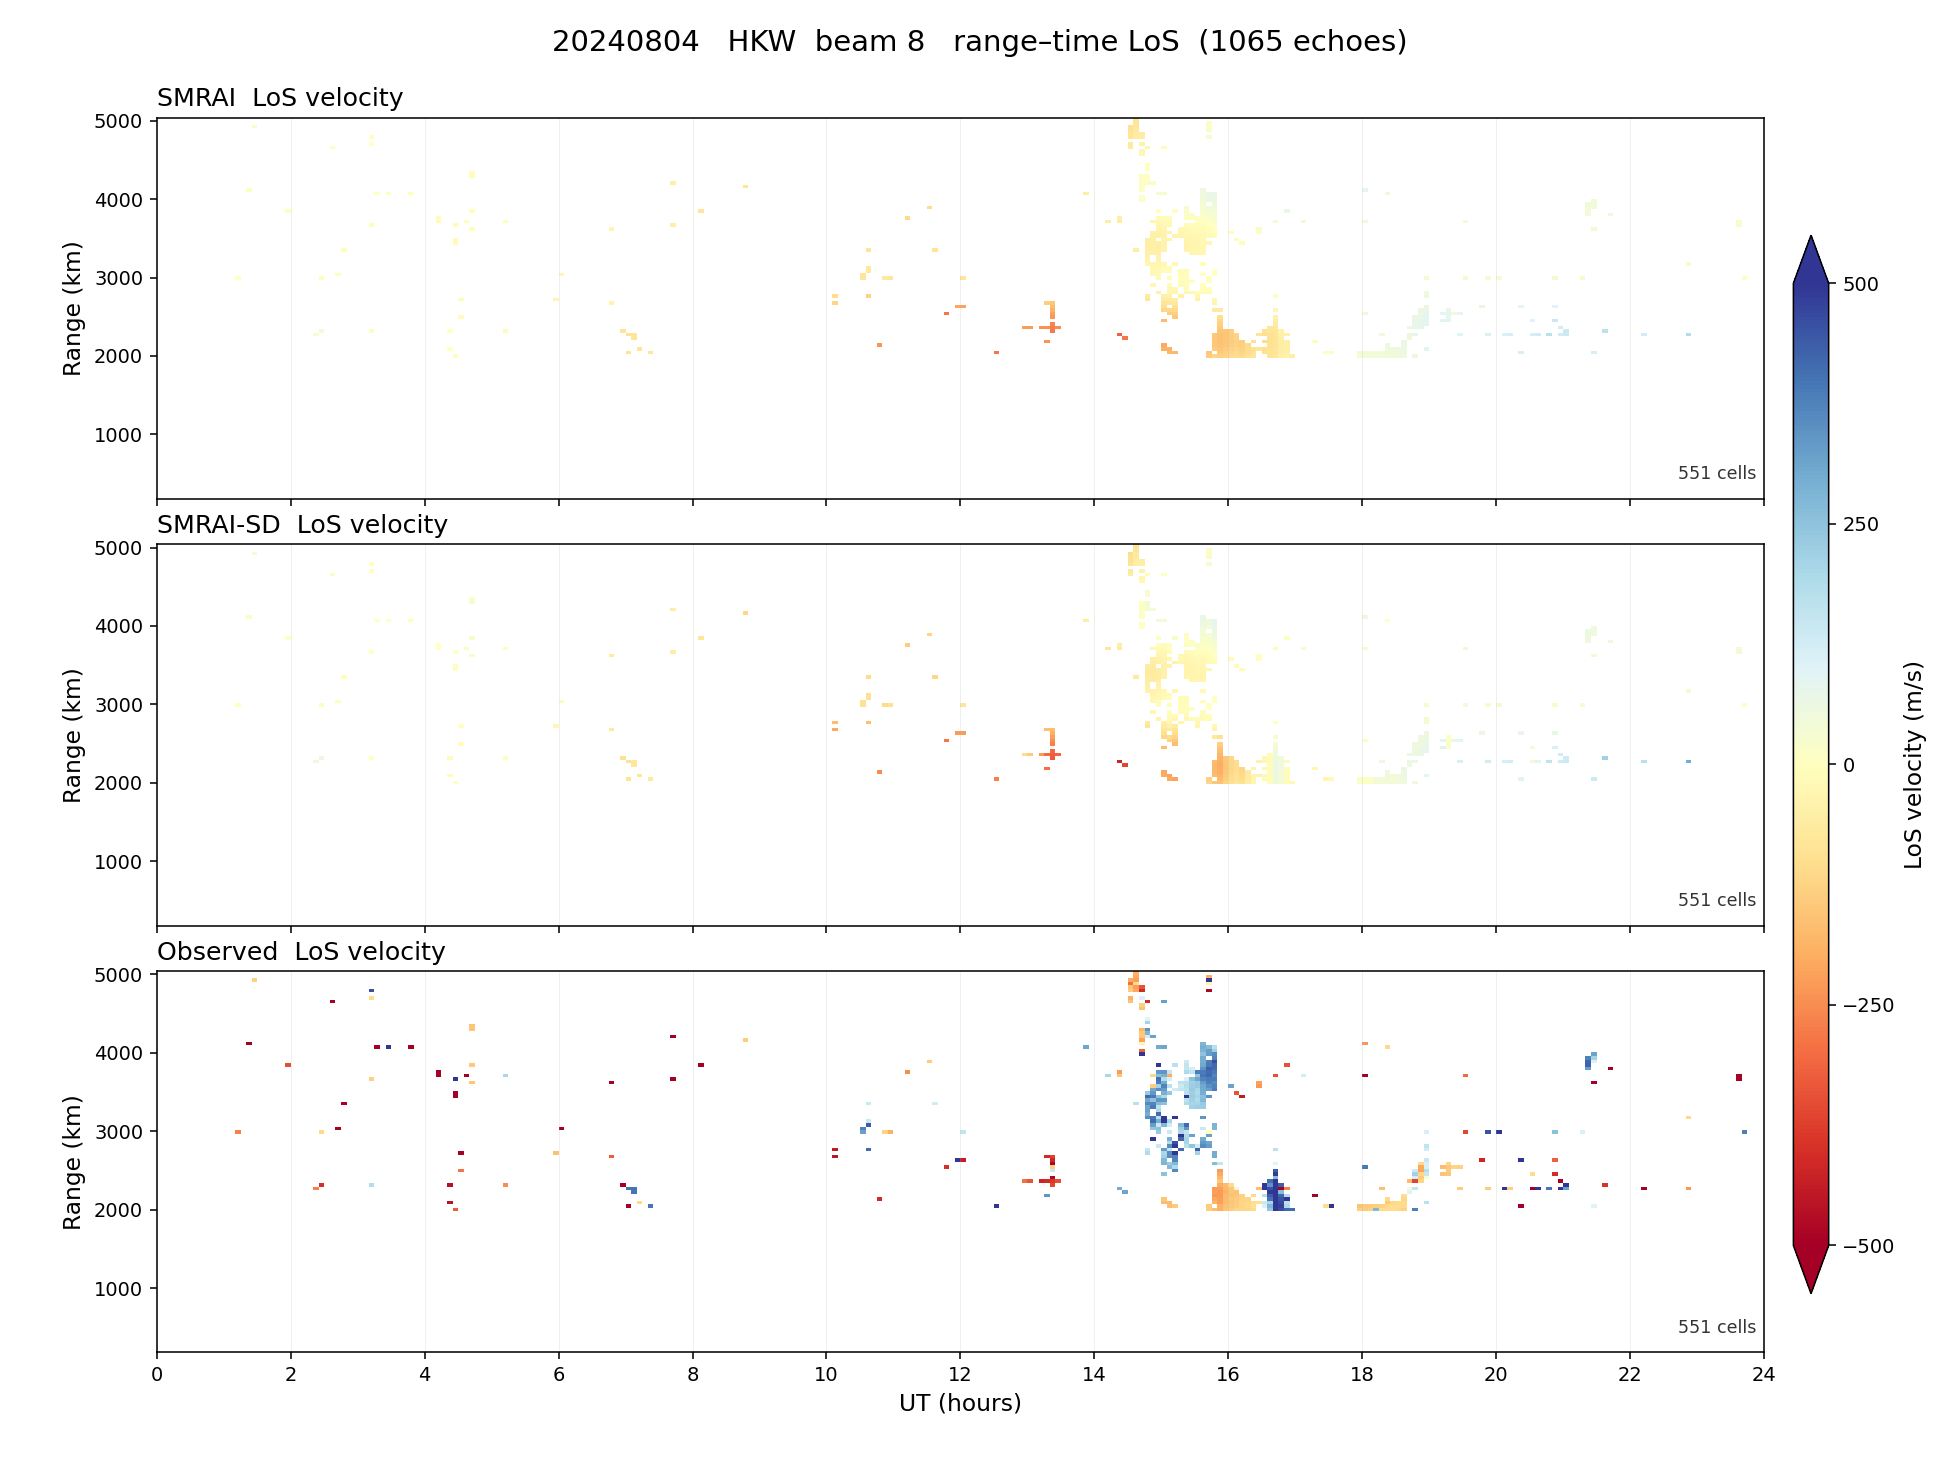 20240804   HKW  beam 8   range–time LoS  (1065 echoes)
SMRAI  LoS velocity
5000
4000
3000
2000
1000
Range (km)
551 cells
SMRAI-SD  LoS velocity
5000
4000
3000
2000
1000
Range (km)
551 cells
Observed  LoS velocity
5000
4000
3000
2000
1000
Range (km)
551 cells
0 2 4 6 8 10 12 14 16 18 20 22 24
UT (hours)
500
250
0
−250
−500
LoS velocity (m/s)